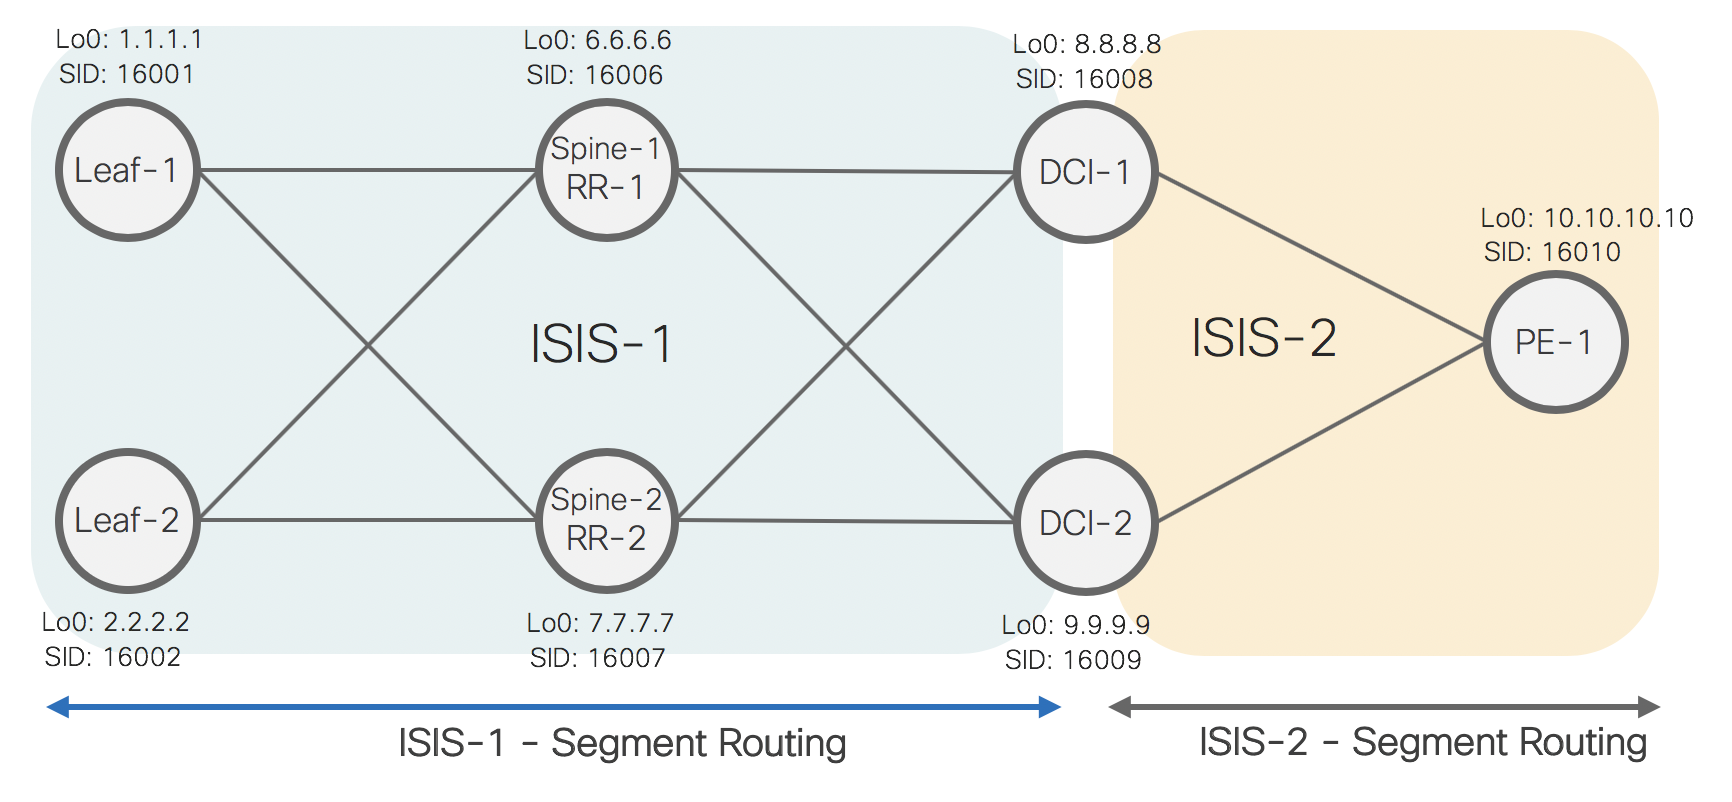 Lo0: 1.1.1.1
SID: 16001
Lo0: 6.6.6.6
SID: 16006
Lo0: 8.8.8.8
SID: 16008
Leaf-1
Spine-1
RR-1
DCI-1
Lo0: 10.10.10.10
SID: 16010
ISIS-1
ISIS-2
PE-1
Leaf-2
Spine-2
RR-2
DCI-2
Lo0: 2.2.2.2
SID: 16002
Lo0: 7.7.7.7
SID: 16007
Lo0: 9.9.9.9
SID: 16009
ISIS-1 - Segment Routing
ISIS-2 - Segment Routing